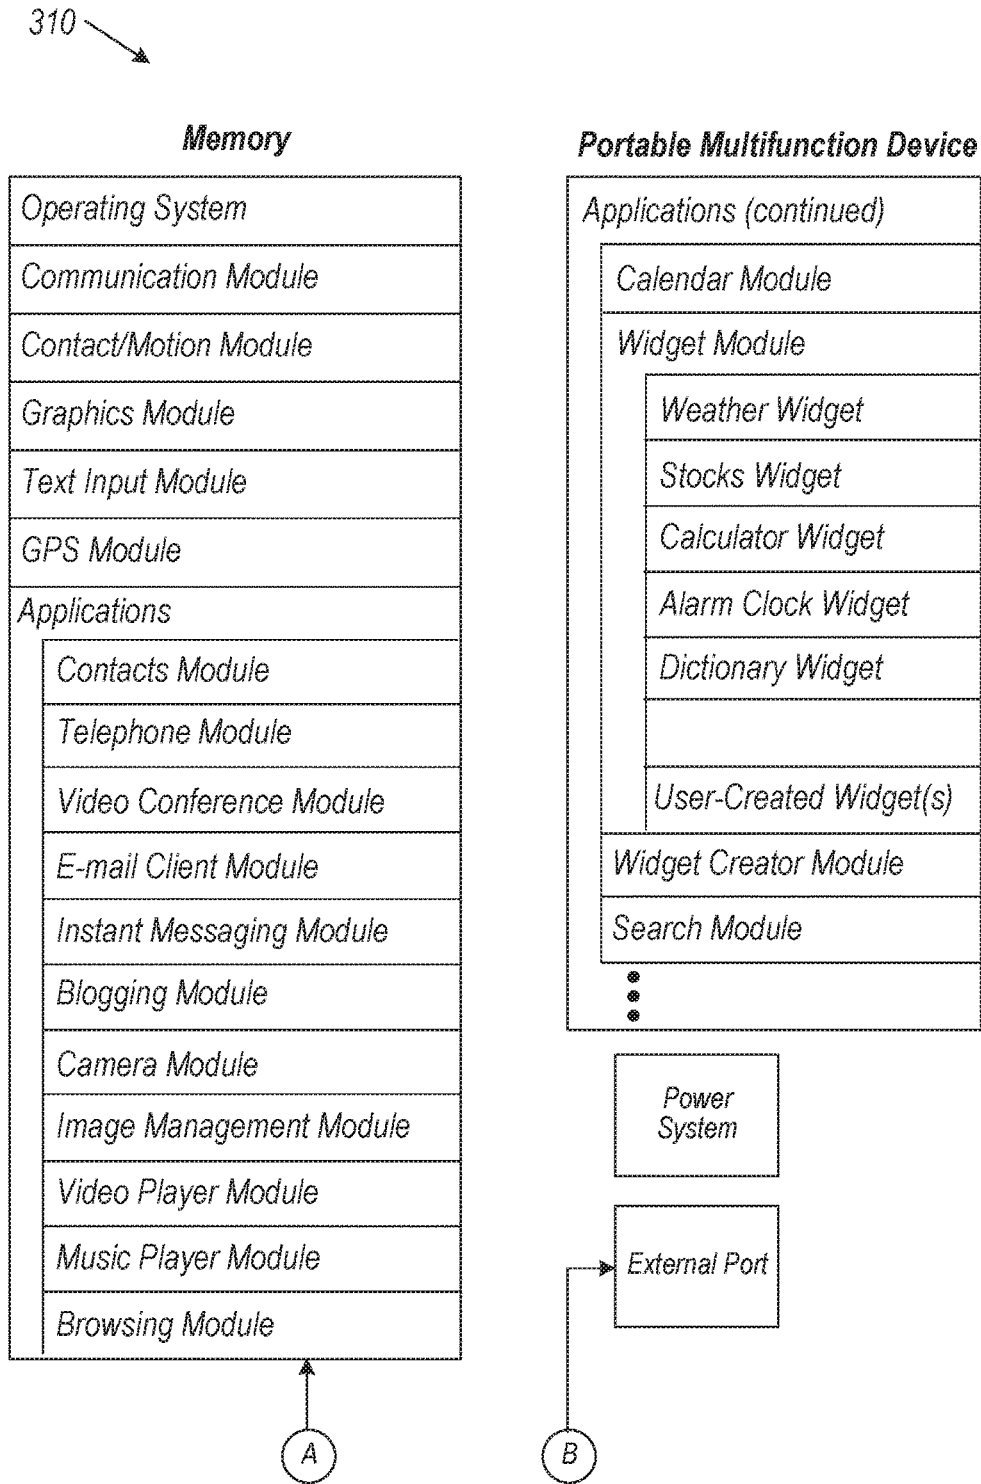 310
Memory
Operating System
Communication Module
Contact/Motion Module
Graphics Module
Text Input Module
GPS Module
Applications
Contacts Module
Telephone Module
Video Conference Module
E-mail Client Module
Instant Messaging Module
Blogging Module
Camera Module
Image Management Module
Video Player Module
Music Player Module
Browsing Module
A
Portable Multifunction Device
Applications (continued)
Calendar Module
Widget Module
Weather Widget
Stocks Widget
Calculator Widget
Alarm Clock Widget
Dictionary Widget
User-Created Widget(s)
Widget Creator Module
Search Module
Power
System
External Port
B